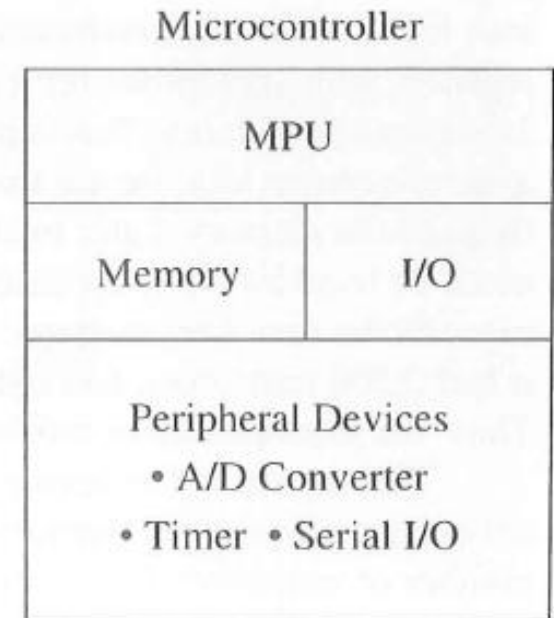 Microcontroller
MPU
Memory I/O
Peripheral Devices
• A/D Converter
• Timer • Serial I/O